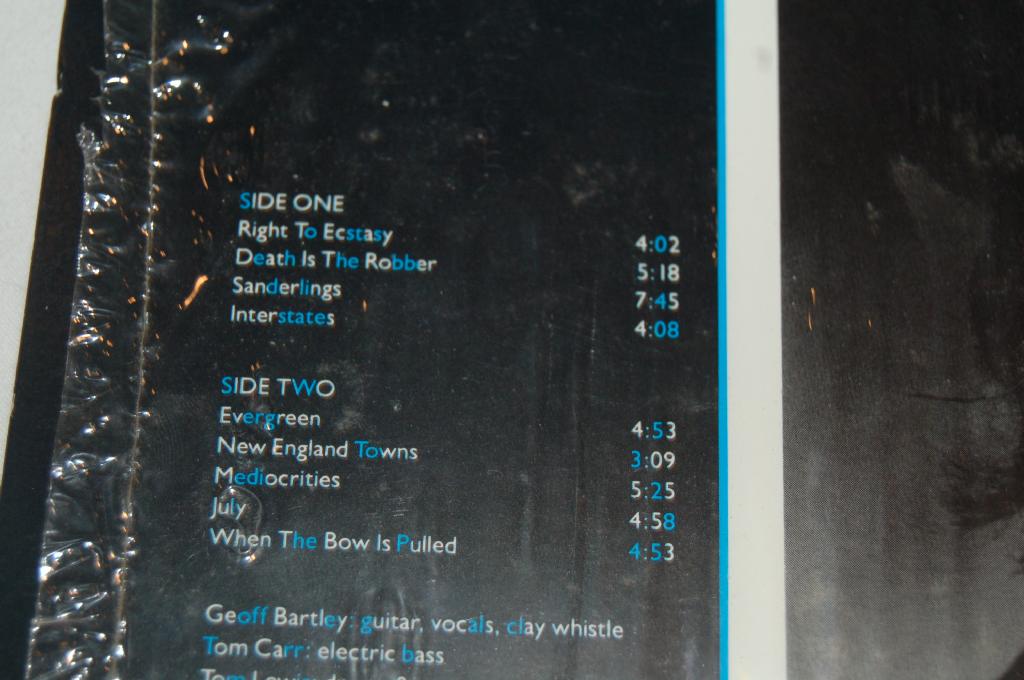 SIDE ONE
Right To Ecstasy 4:02
Death Is The Robber 5:18
Sanderlings 7:45
Interstates 4:08
SIDE TWO
Evergreen 4:53
New England Towns 3:09
Mediocrities 5:25
July 4:58
When The Bow Is Pulled 4:53
Geoff Bartley: guitar, vocals, clay whistle
Tom Carr: electric bass
Tom